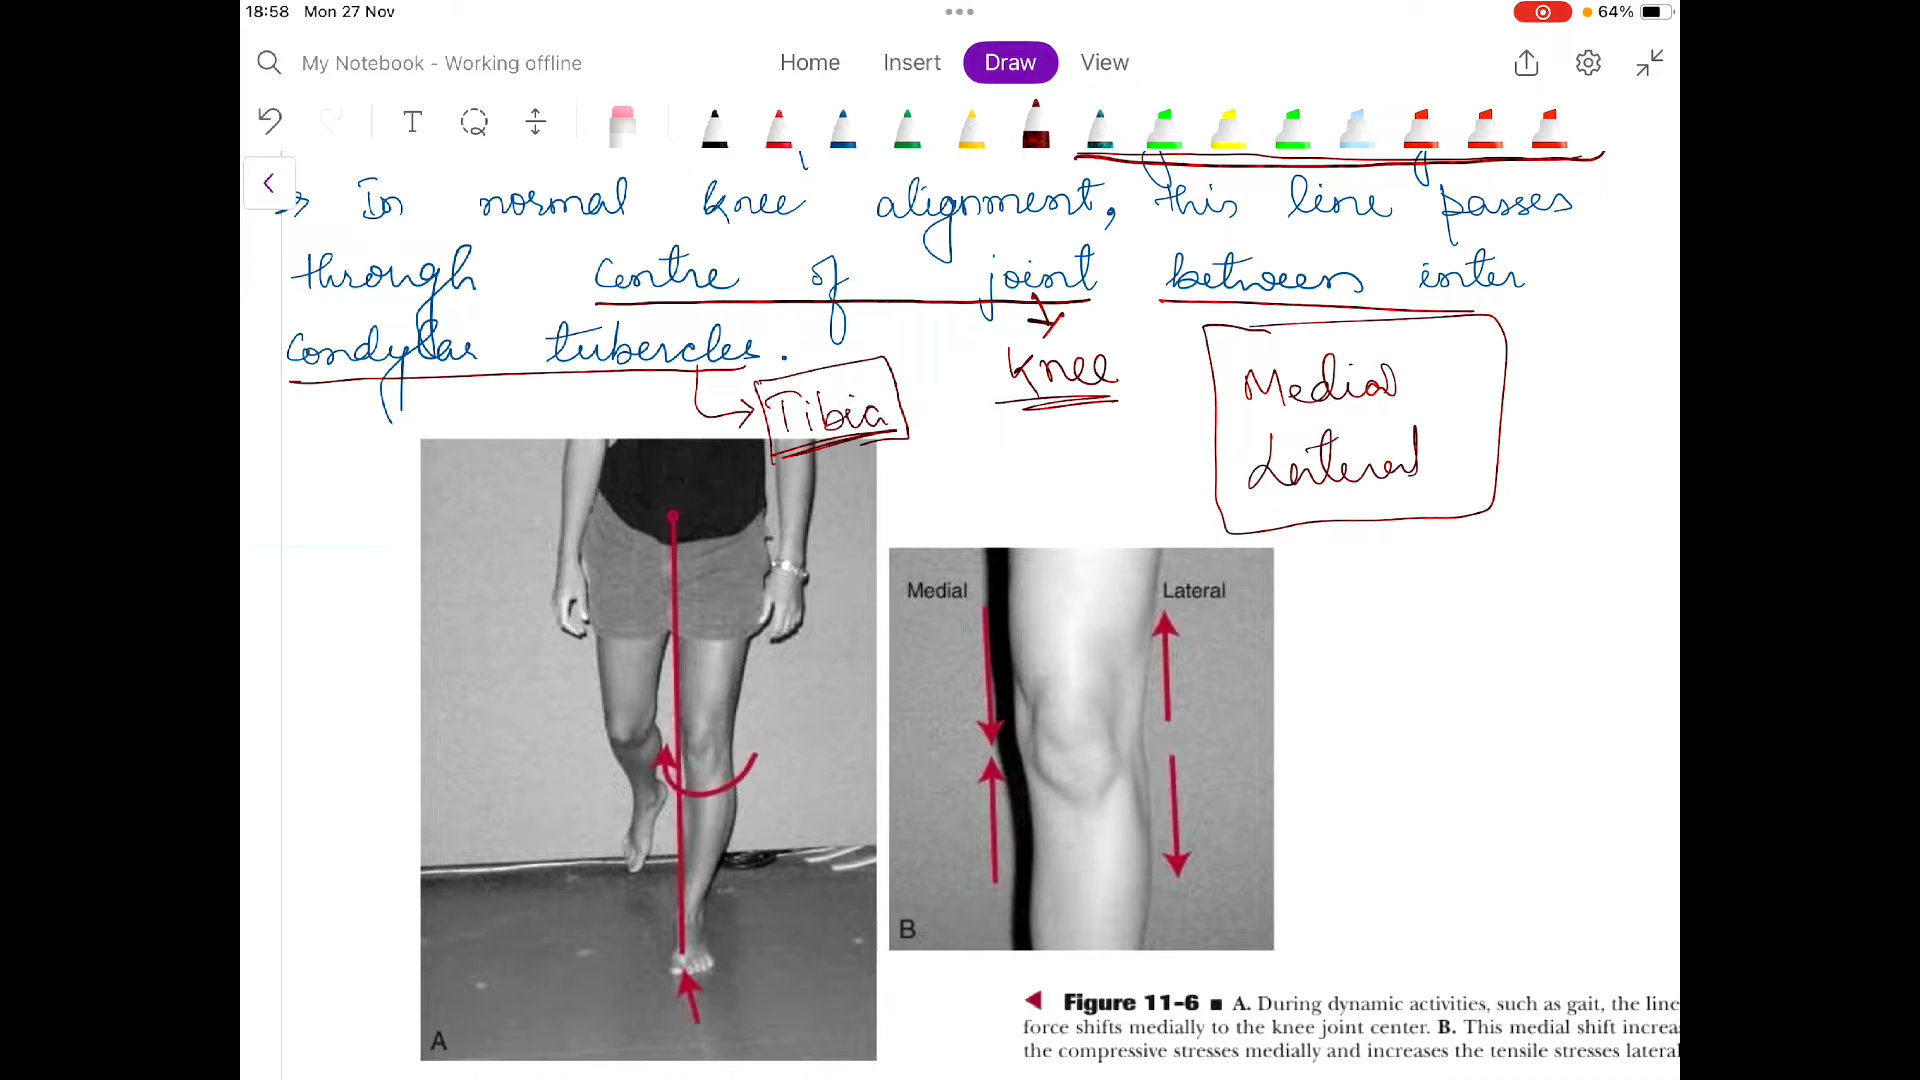 18:58 Mon 27 Nov
64%
My Notebook - Working offline
Home Insert Draw View
T
→ In normal knee alignment, this line passes
through centre of joint between inter
condylar tubercles.
Tibia
Knee
Medial
Lateral
Medial Lateral
A
B
Figure 11-6 ■ A. During dynamic activities, such as gait, the line
force shifts medially to the knee joint center. B. This medial shift increa
the compressive stresses medially and increases the tensile stresses lateral